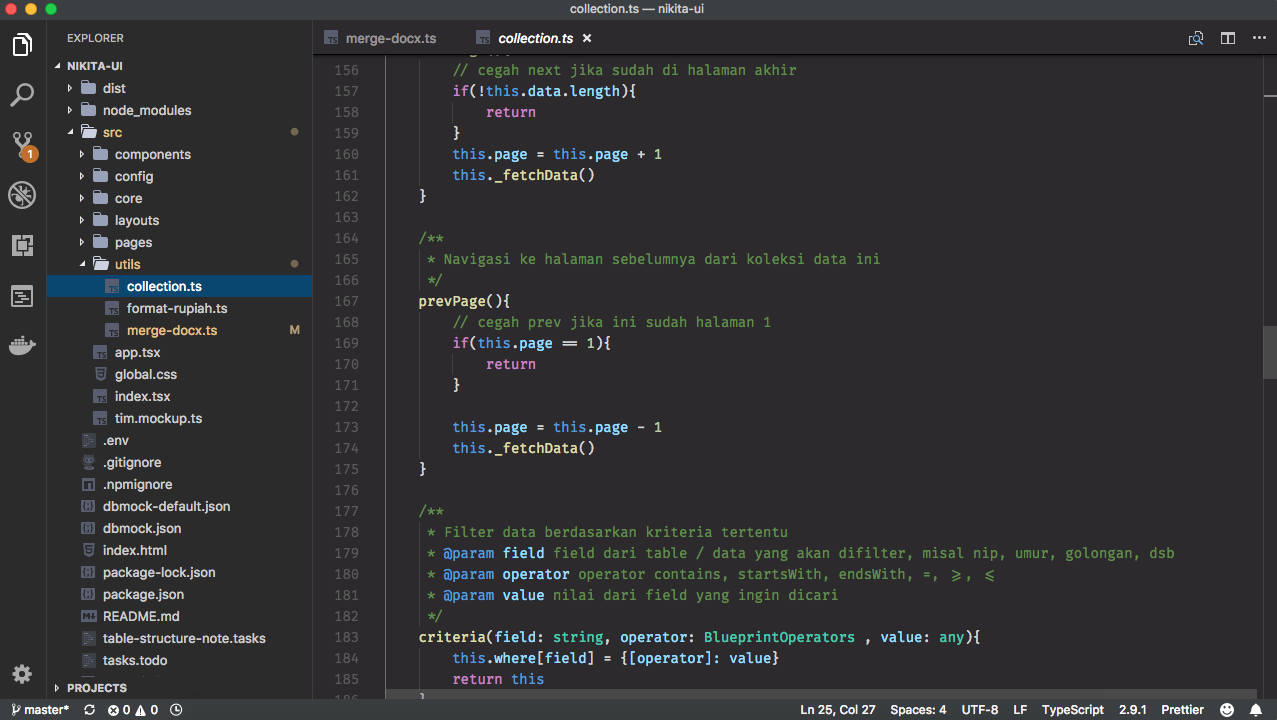 collection.ts — nikita-ui
EXPLORER
NIKITA-UI
dist
node_modules
src
components
config
core
layouts
pages
utils
collection.ts
format-rupiah.ts
merge-docx.ts M
app.tsx
global.css
index.tsx
tim.mockup.ts
.env
.gitignore
.npmignore
dbmock-default.json
dbmock.json
index.html
package-lock.json
package.json
README.md
table-structure-note.tasks
tasks.todo
PROJECTS
1
merge-docx.ts
collection.ts ×
156 // cegah next jika sudah di halaman akhir
157 if(!this.data.length){
158 return
159 }
160 this.page = this.page + 1
161 this._fetchData()
162 }
163
164 /**
165 * Navigasi ke halaman sebelumnya dari koleksi data ini
166 */
167 prevPage(){
168 // cegah prev jika ini sudah halaman 1
169 if(this.page == 1){
170 return
171 }
172
173 this.page = this.page - 1
174 this._fetchData()
175 }
176
177 /**
178 * Filter data berdasarkan kriteria tertentu
179 * @param field field dari table / data yang akan difilter, misal nip, umur, golongan, dsb
180 * @param operator operator contains, startsWith, endsWith, =, >=, <=
181 * @param value nilai dari field yang ingin dicari
182 */
183 criteria(field: string, operator: BlueprintOperators , value: any){
184 this.where[field] = {[operator]: value}
185 return this
186 }
master* 0 0 Ln 25, Col 27 Spaces: 4 UTF-8 LF TypeScript 2.9.1 Prettier